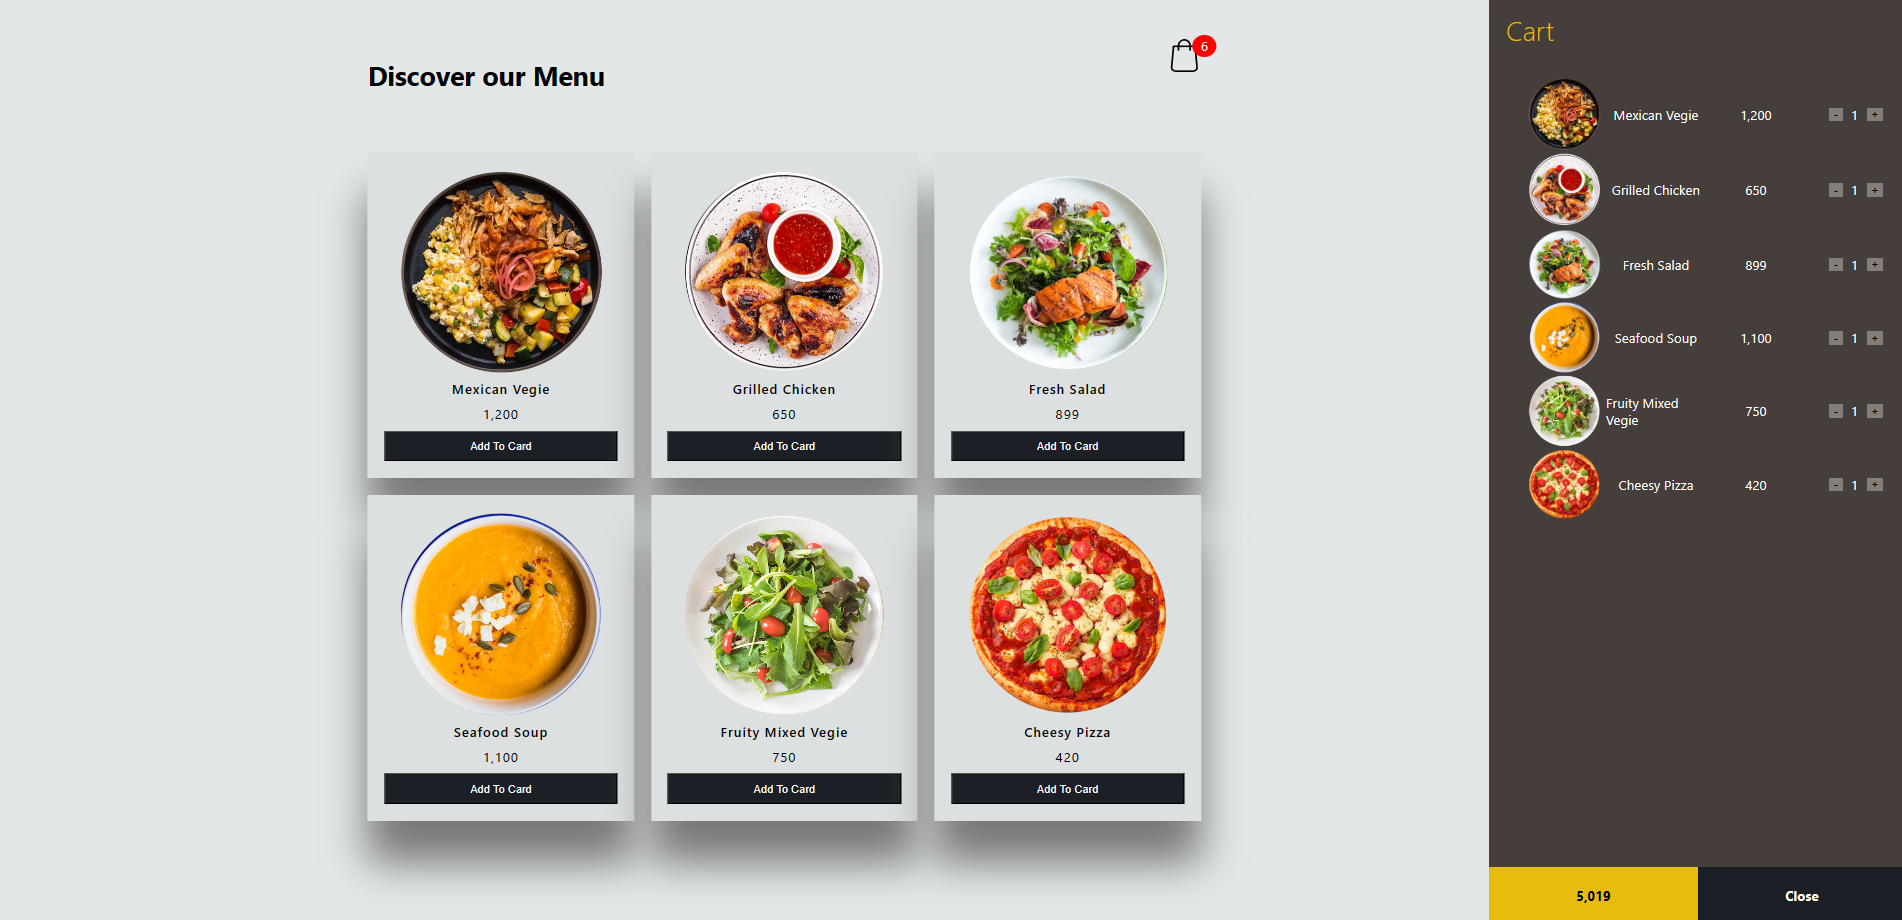 Discover our Menu
6
Mexican Vegie
1,200
Add To Card
Grilled Chicken
650
Add To Card
Fresh Salad
899
Add To Card
Seafood Soup
1,100
Add To Card
Fruity Mixed Vegie
750
Add To Card
Cheesy Pizza
420
Add To Card
Cart
Mexican Vegie 1,200 - 1 +
Grilled Chicken 650 - 1 +
Fresh Salad 899 - 1 +
Seafood Soup 1,100 - 1 +
Fruity Mixed
Vegie 750 - 1 +
Cheesy Pizza 420 - 1 +
5,019 Close